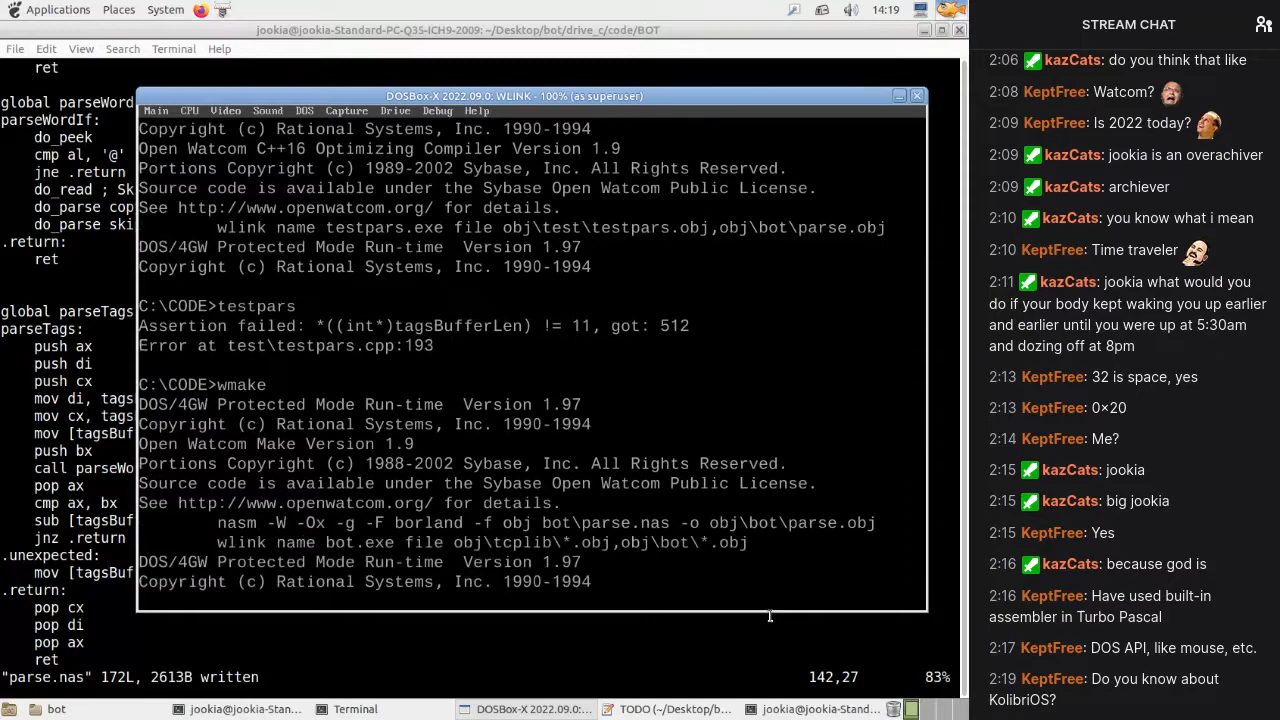 Applications Places System 14:19
jookia@jookia-Standard-PC-Q35-ICH9-2009: ~/Desktop/bot/drive_c/code/BOT
File Edit View Search Terminal Help
ret
global parseWord
parseWordIf:
do_peek
cmp al, '@'
jne .return
do_read ; Sk
do_parse cop
do_parse ski
.return:
ret
global parseTags
parseTags:
push ax
push di
push cx
mov di, tags
mov cx, tags
mov [tagsBuf
push bx
call parseWo
pop ax
cmp ax, bx
sub [tagsBuf
jnz .return
.unexpected:
mov [tagsBuf
.return:
pop cx
pop di
pop ax
ret
"parse.nas" 172L, 2613B written 142,27 83%
DOSBox-X 2022.09.0: WLINK - 100% (as superuser)
Main CPU Video Sound DOS Capture Drive Debug Help
Copyright (c) Rational Systems, Inc. 1990-1994
Open Watcom C++16 Optimizing Compiler Version 1.9
Portions Copyright (c) 1989-2002 Sybase, Inc. All Rights Reserved.
Source code is available under the Sybase Open Watcom Public License.
See http://www.openwatcom.org/ for details.
wlink name testpars.exe file obj\test\testpars.obj,obj\bot\parse.obj
DOS/4GW Protected Mode Run-time Version 1.97
Copyright (c) Rational Systems, Inc. 1990-1994
C:\CODE>testpars
Assertion failed: *((int*)tagsBufferLen) != 11, got: 512
Error at test\testpars.cpp:193
C:\CODE>wmake
DOS/4GW Protected Mode Run-time Version 1.97
Copyright (c) Rational Systems, Inc. 1990-1994
Open Watcom Make Version 1.9
Portions Copyright (c) 1988-2002 Sybase, Inc. All Rights Reserved.
Source code is available under the Sybase Open Watcom Public License.
See http://www.openwatcom.org/ for details.
nasm -W -Ox -g -F borland -f obj bot\parse.nas -o obj\bot\parse.obj
wlink name bot.exe file obj\tcplib\*.obj,obj\bot\*.obj
DOS/4GW Protected Mode Run-time Version 1.97
Copyright (c) Rational Systems, Inc. 1990-1994
bot jookia@jookia-Stan... Terminal DOSBox-X 2022.09.0:... TODO (~/Desktop/b... jookia@jookia-Stand...
STREAM CHAT
2:06 kazCats: do you think that like
2:08 KeptFree: Watcom?
2:09 KeptFree: Is 2022 today?
2:09 kazCats: jookia is an overachiver
2:09 kazCats: archiever
2:10 kazCats: you know what i mean
2:10 KeptFree: Time traveler
2:11 kazCats: jookia what would you
do if your body kept waking you up earlier
and earlier until you were up at 5:30am
and dozing off at 8pm
2:13 KeptFree: 32 is space, yes
2:13 KeptFree: 0×20
2:14 KeptFree: Me?
2:15 kazCats: jookia
2:15 kazCats: big jookia
2:15 KeptFree: Yes
2:16 kazCats: because god is
2:16 KeptFree: Have used built-in
assembler in Turbo Pascal
2:17 KeptFree: DOS API, like mouse, etc.
2:19 KeptFree: Do you know about
KolibriOS?